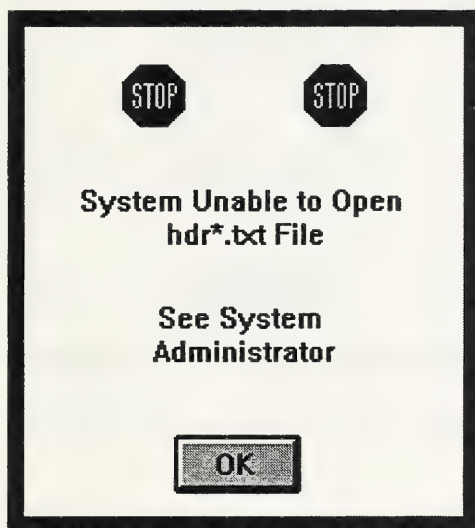 STOP STOP
System Unable to Open
hdr*.txt File
See System
Administrator
OK